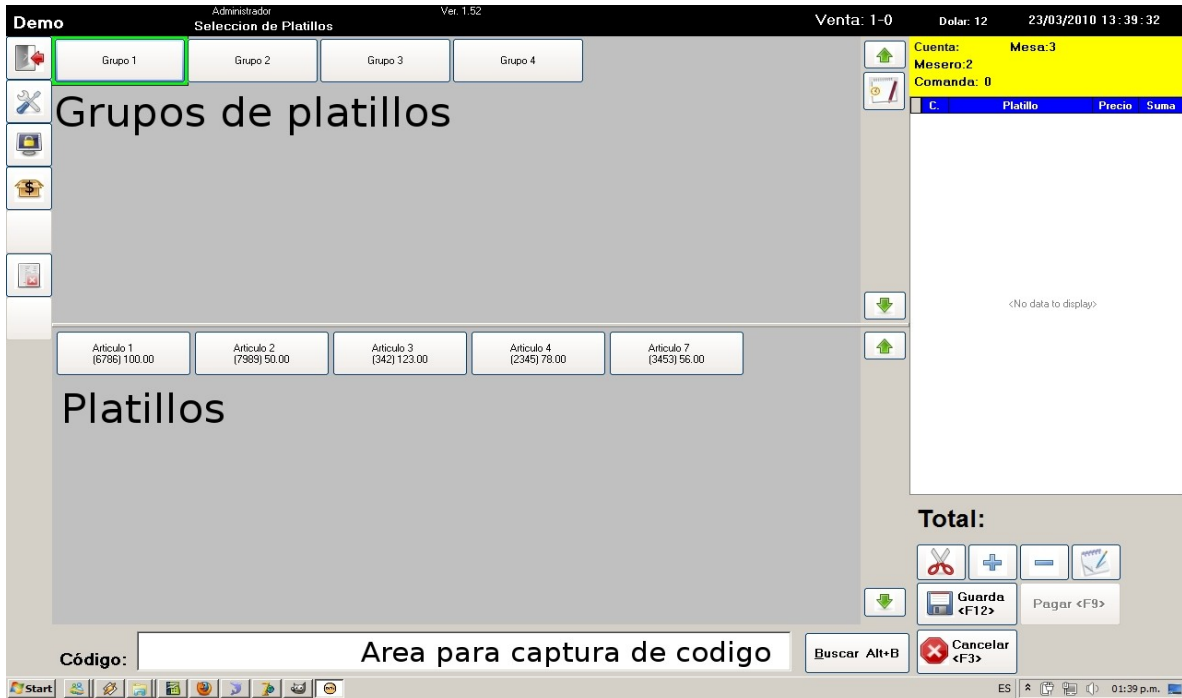 Demo
Administrador
Ver. 1.52
Seleccion de Platillos
Venta: 1-0
Dolar: 12
23/03/2010 13:39:32
Grupo 1
Grupo 2
Grupo 3
Grupo 4
Cuenta: Mesa:3
Mesero:2
Comanda: 0
C. Platillo Precio Suma
Grupos de platillos
<No data to display>
Articulo 1
(6786) 100.00
Articulo 2
(7989) 50.00
Articulo 3
(342) 123.00
Articulo 4
(2345) 78.00
Articulo 7
(3453) 56.00
Platillos
Total:
Guarda
<F12>
Pagar <F9>
Código:
Area para captura de codigo
Buscar Alt+B
Cancelar
<F3>
Start
ES
01:39 p.m.